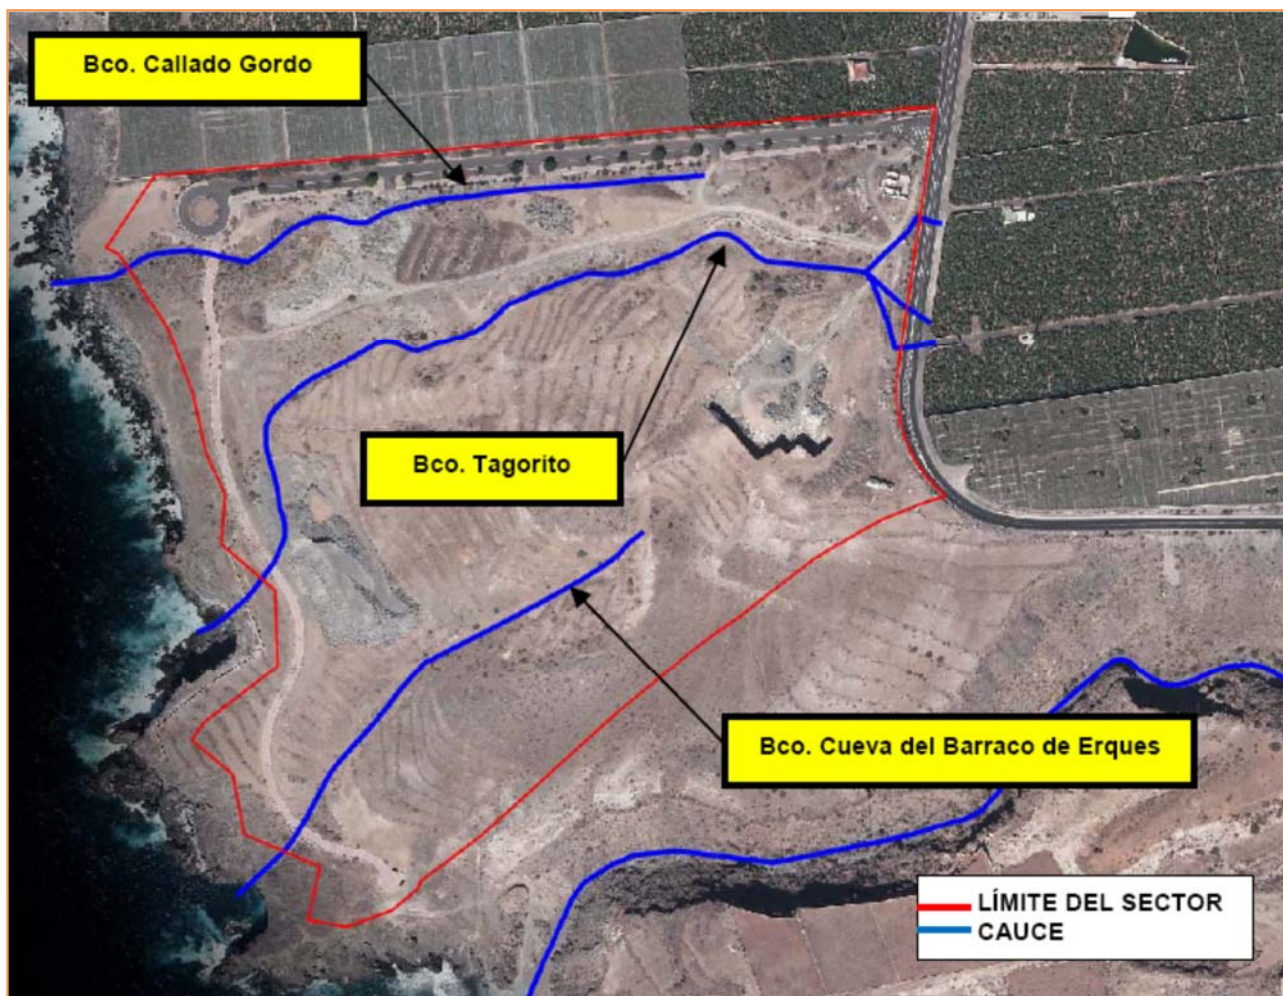 Bco. Callado Gordo
Bco. Tagorito
Bco. Cueva del Barraco de Erques
LÍMITE DEL SECTOR
CAUCE